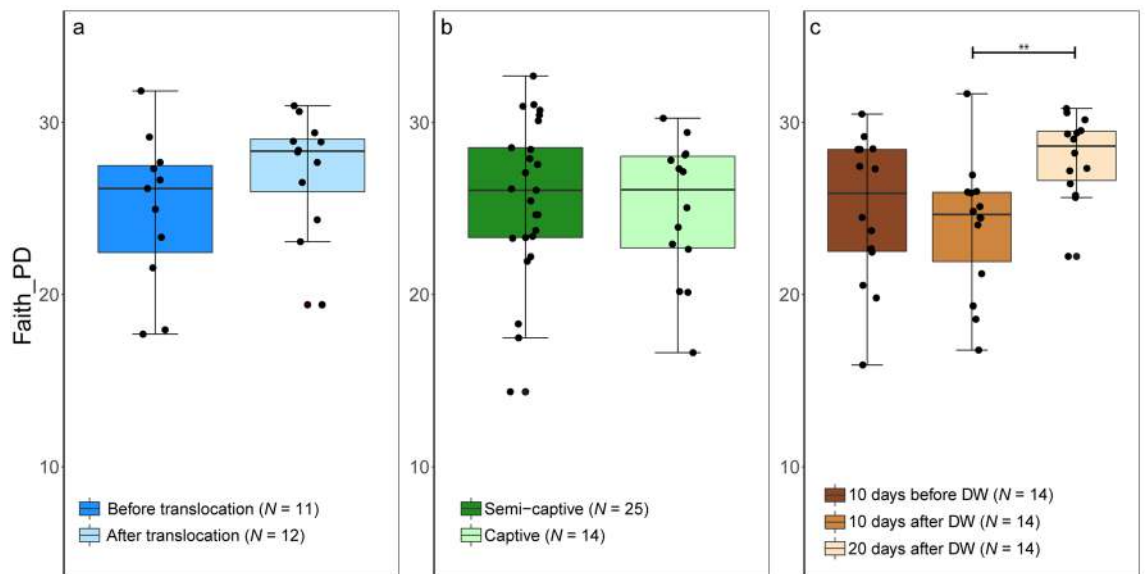 a
b
c
**
Faith_PD
30
20
10
30
20
10
30
20
10
Before translocation (N = 11)
After translocation (N = 12)
Semi-captive (N = 25)
Captive (N = 14)
10 days before DW (N = 14)
10 days after DW (N = 14)
20 days after DW (N = 14)